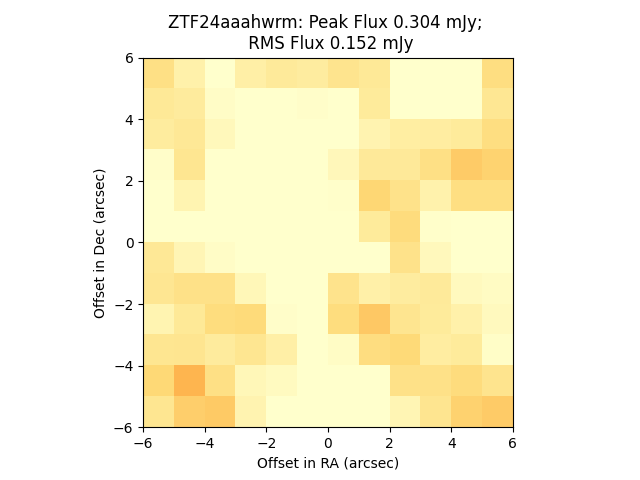 ZTF24aaahwrm: Peak Flux 0.304 mJy;
RMS Flux 0.152 mJy
6
4
2
0
−2
−4
−6
Offset in Dec (arcsec)
−6 −4 −2 0 2 4 6
Offset in RA (arcsec)